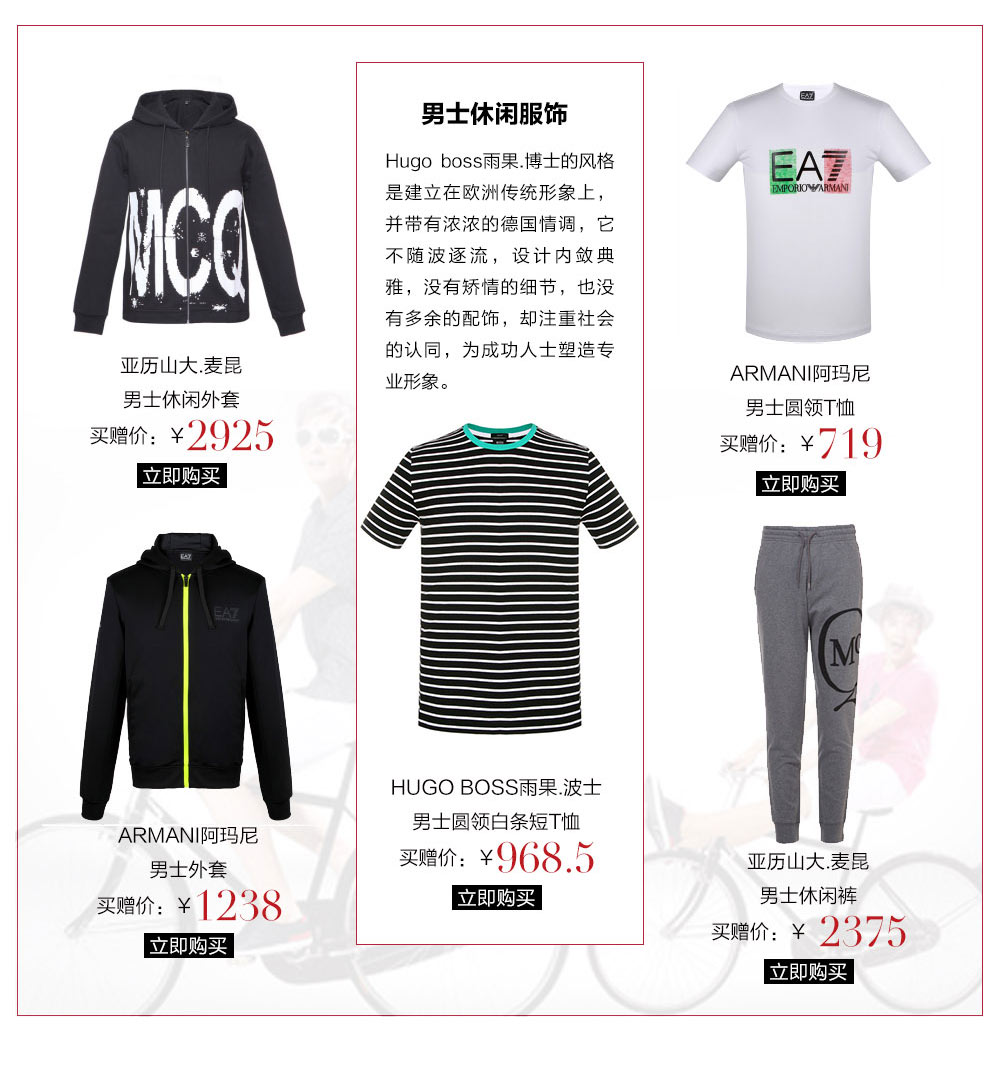 MCQ
亚历山大.麦昆
男士休闲外套
买赠价：￥2925
立即购买
EA7
EA7
ARMANI阿玛尼
男士外套
买赠价：￥1238
立即购买
男士休闲服饰
Hugo boss雨果.博士的风格
是建立在欧洲传统形象上，
并带有浓浓的德国情调，它
不随波逐流，设计内敛典
雅，没有矫情的细节，也没
有多余的配饰，却注重社会
的认同，为成功人士塑造专
业形象。
HUGO BOSS雨果.波士
男士圆领白条短T恤
买赠价：￥968.5
立即购买
EA7
EA7
EMPORIO ARMANI
ARMANI阿玛尼
男士圆领T恤
买赠价：￥719
立即购买
亚历山大.麦昆
男士休闲裤
买赠价：￥ 2375
立即购买